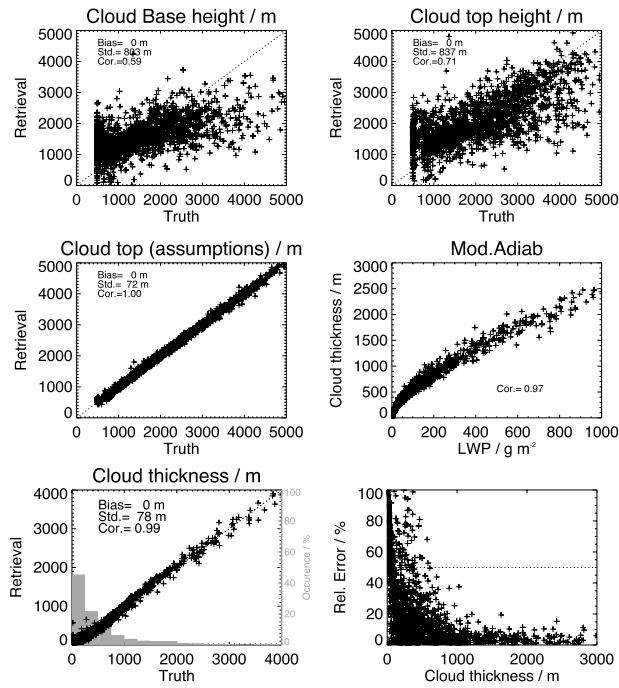 Cloud Base height / m
Bias= 0 m
Std.= 803 m
Cor.=0.59
5000
4000
3000
2000
1000
0
Retrieval
0 1000 2000 3000 4000 5000
Truth
Cloud top height / m
Bias= 0 m
Std.= 837 m
Cor.=0.71
5000
4000
3000
2000
1000
0
Retrieval
0 1000 2000 3000 4000 5000
Truth
Cloud top (assumptions) / m
Bias= 0 m
Std.= 72 m
Cor.=1.00
5000
4000
3000
2000
1000
0
Retrieval
0 1000 2000 3000 4000 5000
Truth
Mod.Adiab
3000
2500
2000
1500
1000
500
0
Cloud thickness / m
Cor.= 0.97
0 200 400 600 800 1000
LWP / g m-2
Cloud thickness / m
Bias= 0 m
Std.= 78 m
Cor.= 0.99
4000
3000
2000
1000
0
Retrieval
100
80
60
40
20
0
Occurence / %
0 1000 2000 3000 4000
Truth
100
80
60
40
20
0
Rel. Error / %
0 1000 2000 3000
Cloud thickness / m